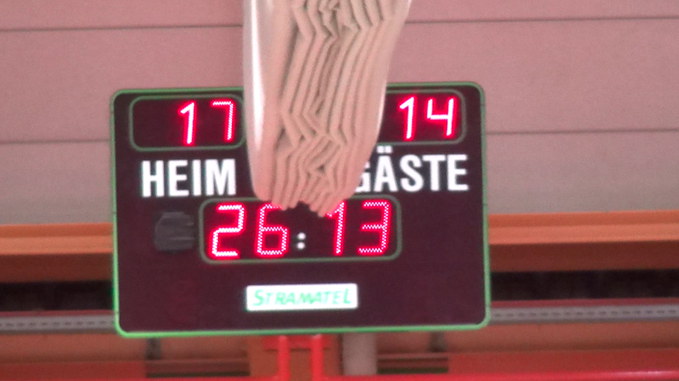 17 14
HEIM GÄSTE
26:13
STRAMATEL